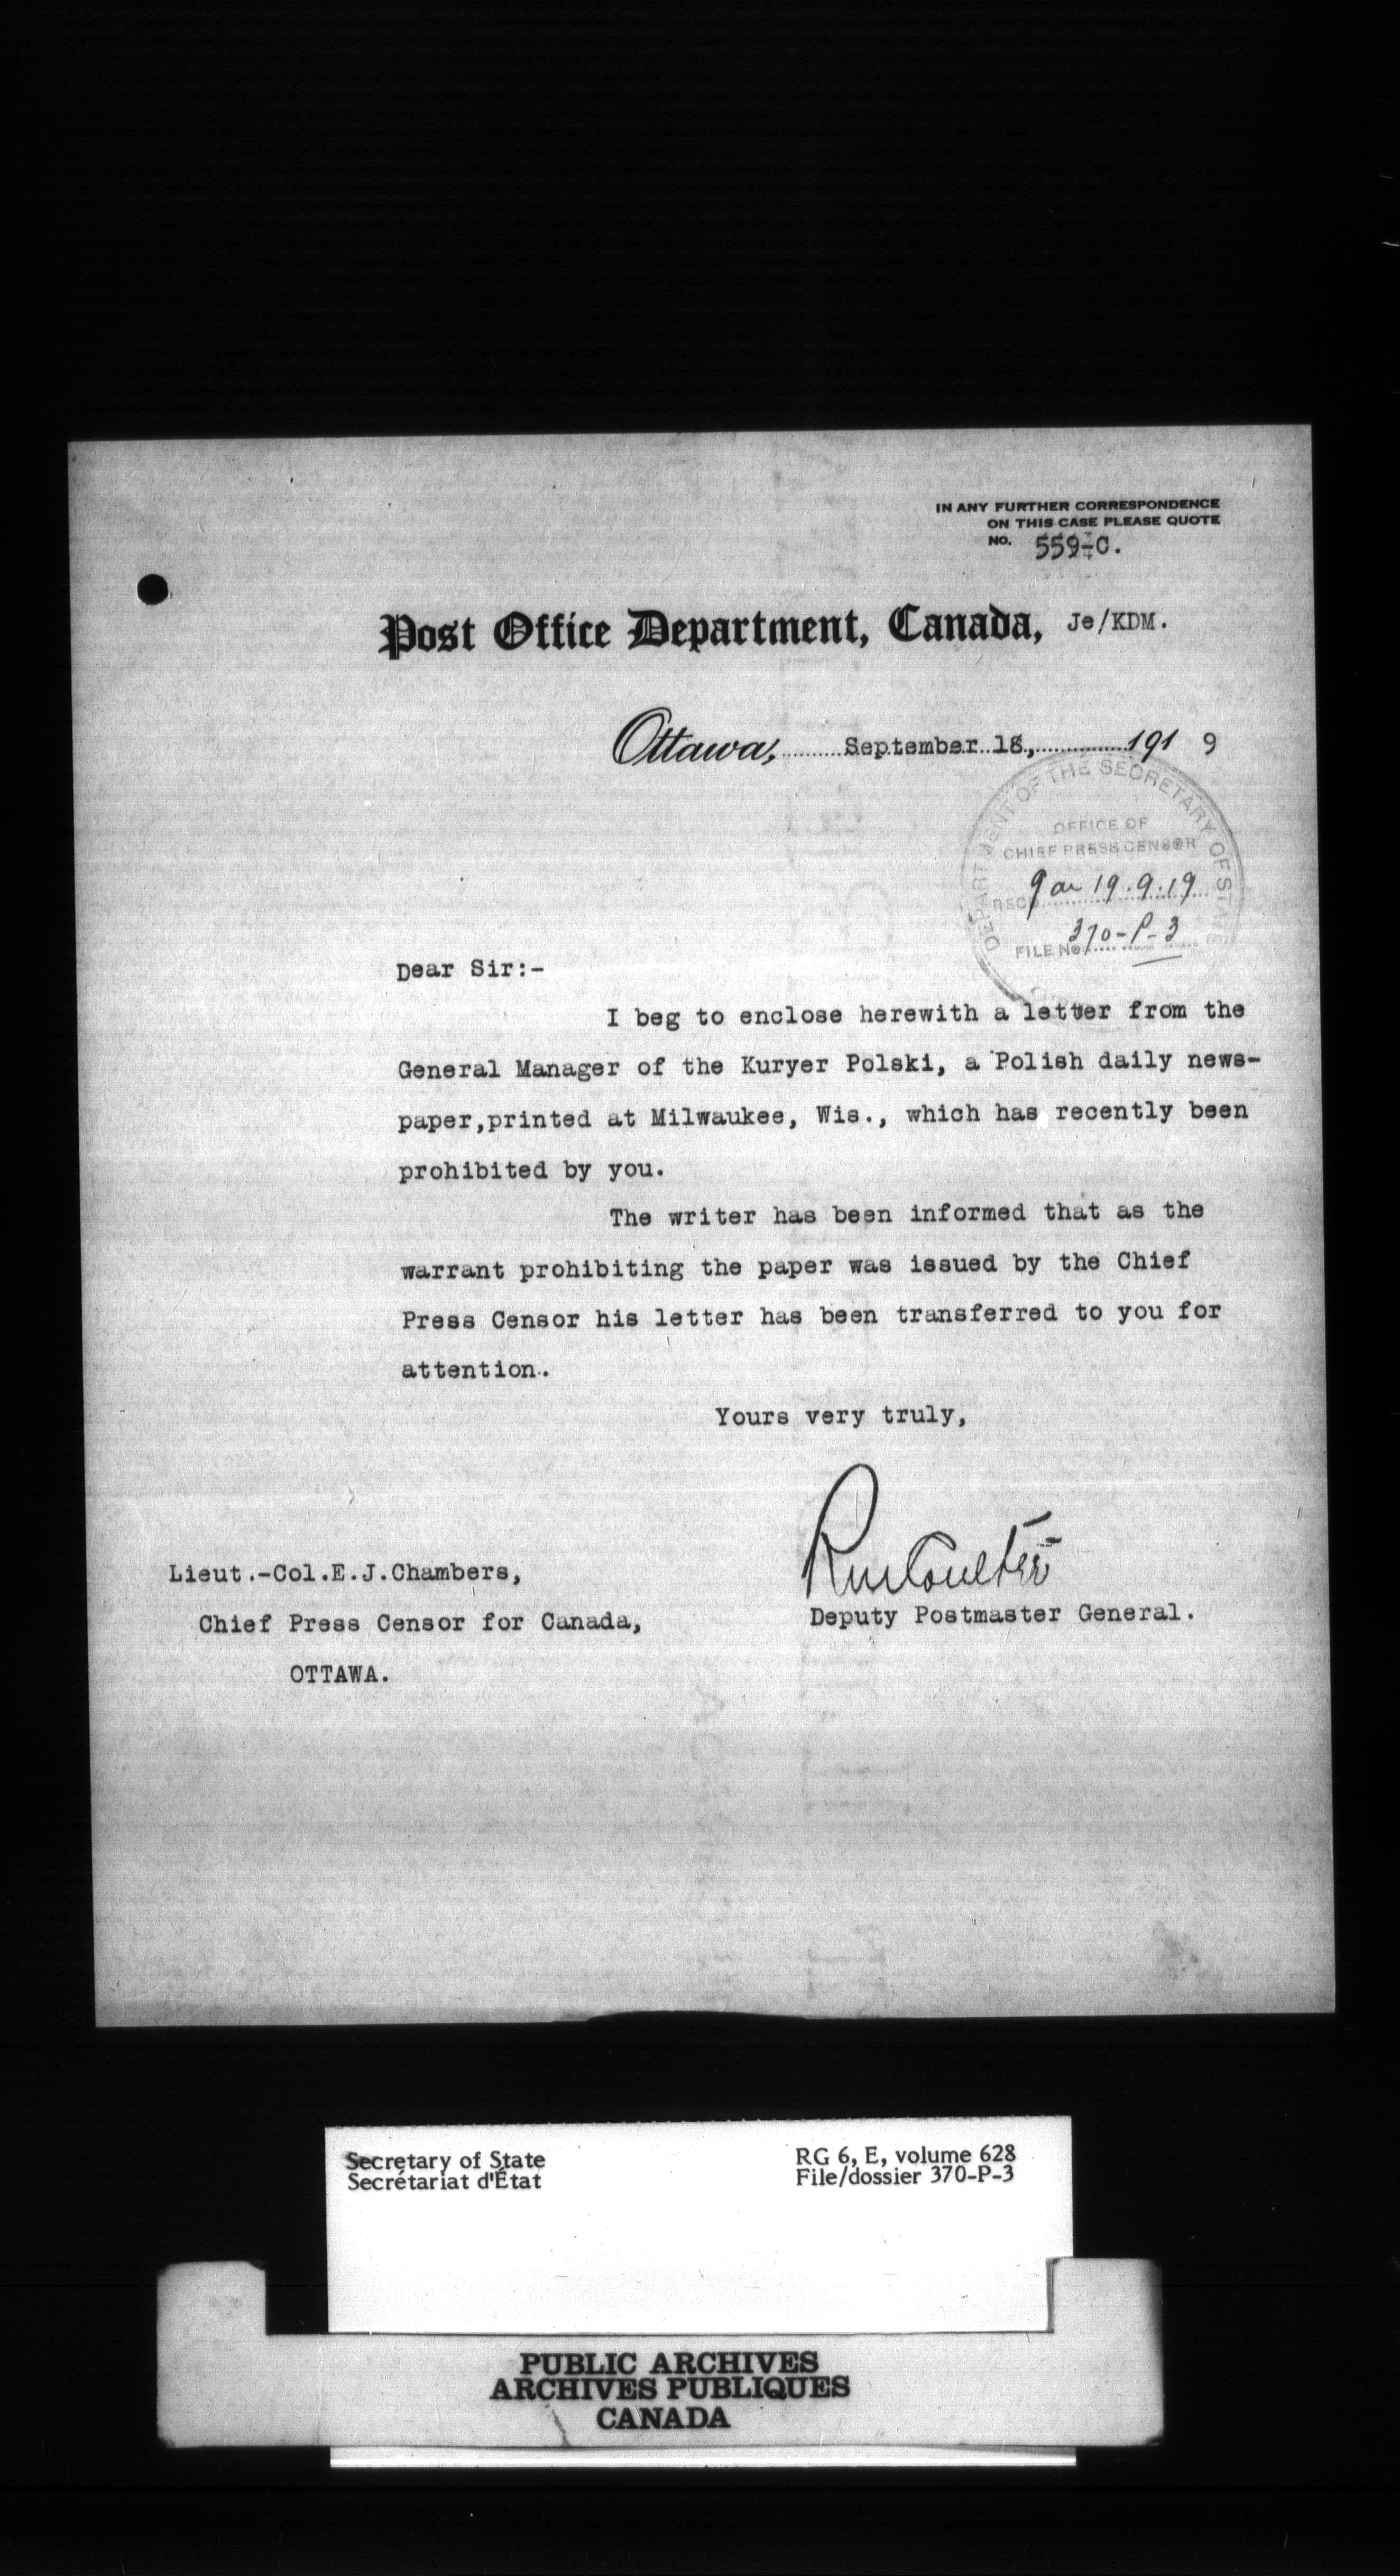 IN ANY FURTHER CORRESPONDENCE
ON THIS CASE PLEASE QUOTE
NO. 559-C.
Post Office Department, Canada, Je/KDM.
Ottawa, September 18, 1919
DEPARTMENT OF THE SECRETARY OF STATE
OFFICE OF
CHIEF PRESS CENSOR
RECD 9 am 19.9.19
FILE No 370-P-3
Dear Sir:-
I beg to enclose herewith a letter from the
General Manager of the Kuryer Polski, a Polish daily news-
paper,printed at Milwaukee, Wis., which has recently been
prohibited by you.
The writer has been informed that as the
warrant prohibiting the paper was issued by the Chief
Press Censor his letter has been transferred to you for
attention.
Yours very truly,
RmCoulter
Deputy Postmaster General.
Lieut.-Col.E.J.Chambers,
Chief Press Censor for Canada,
OTTAWA.
Secretary of State
Secrétariat d'État
RG 6, E, volume 628
File/dossier 370-P-3
PUBLIC ARCHIVES
ARCHIVES PUBLIQUES
CANADA